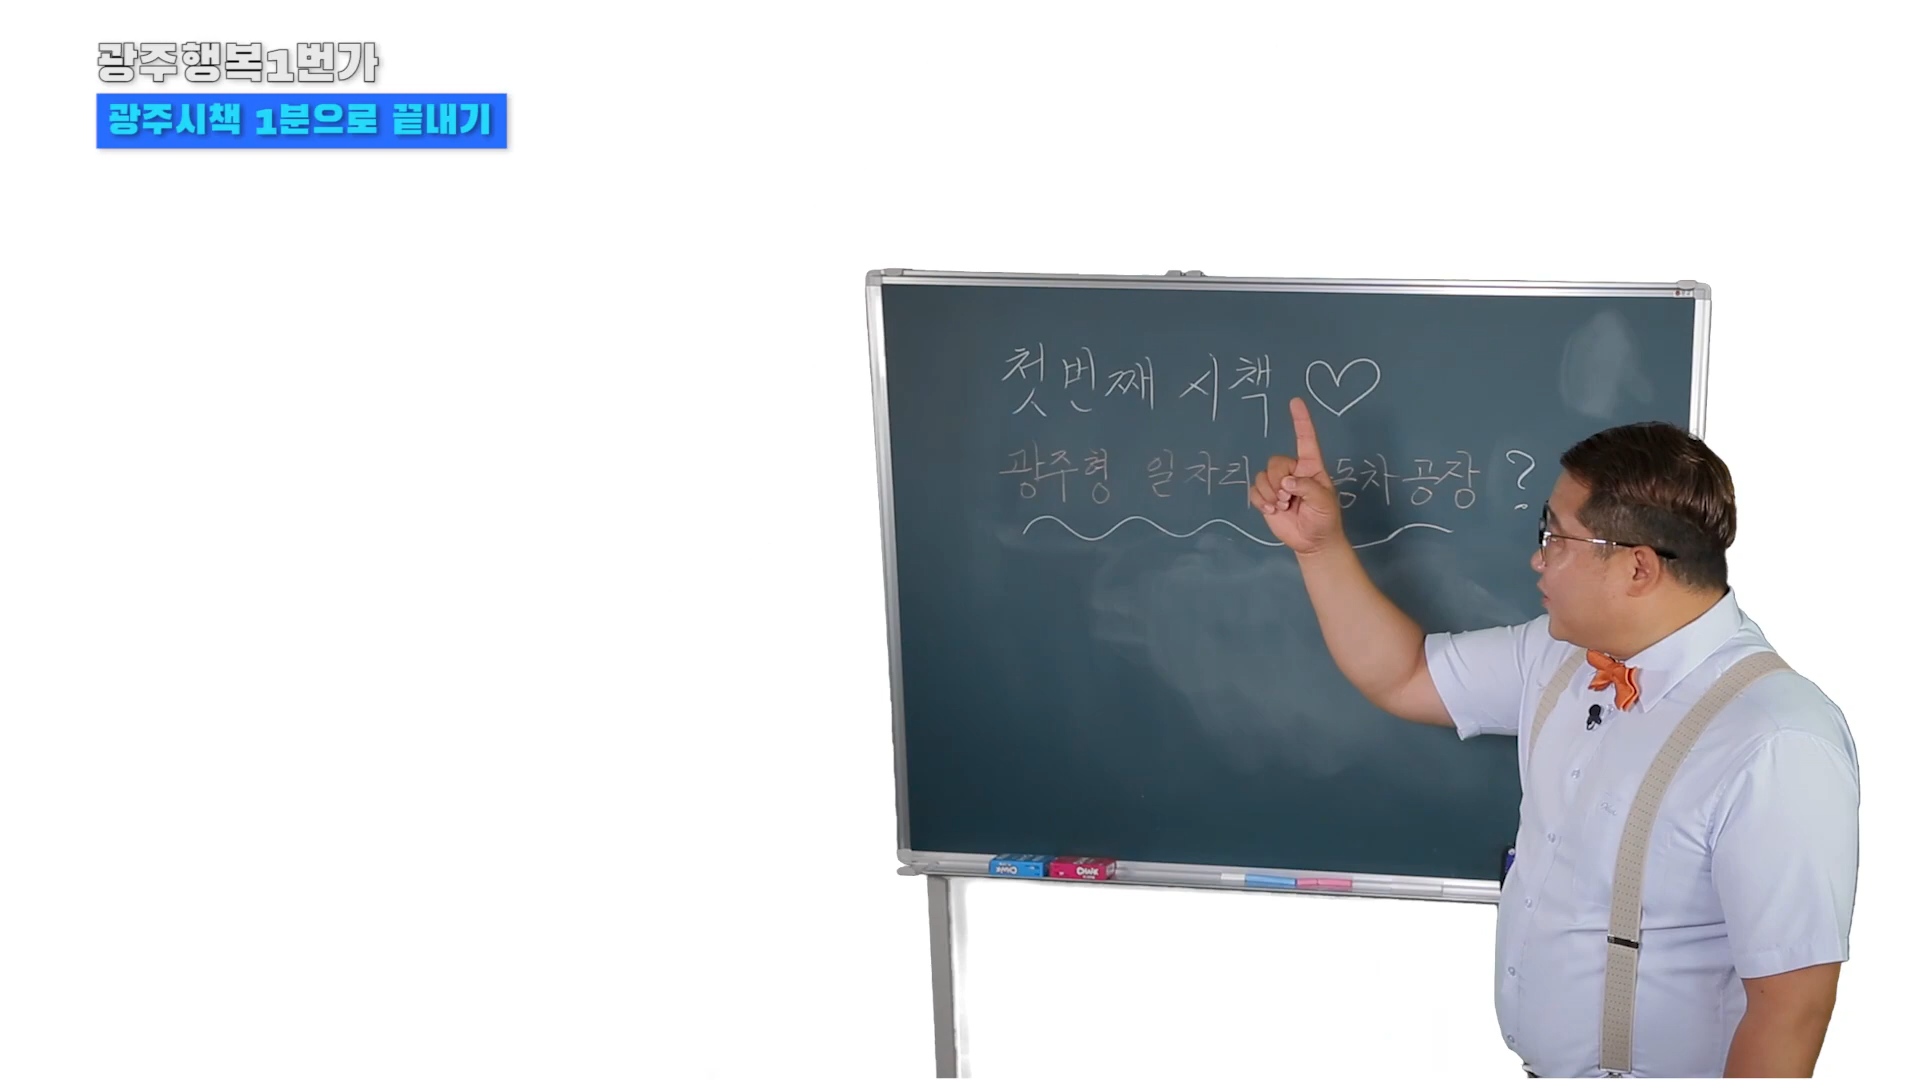 광주행복1번가
광주시책 1분으로 끝내기
첫번째 시책 ♡
광주형 일자리 동차공장 ?
OWE